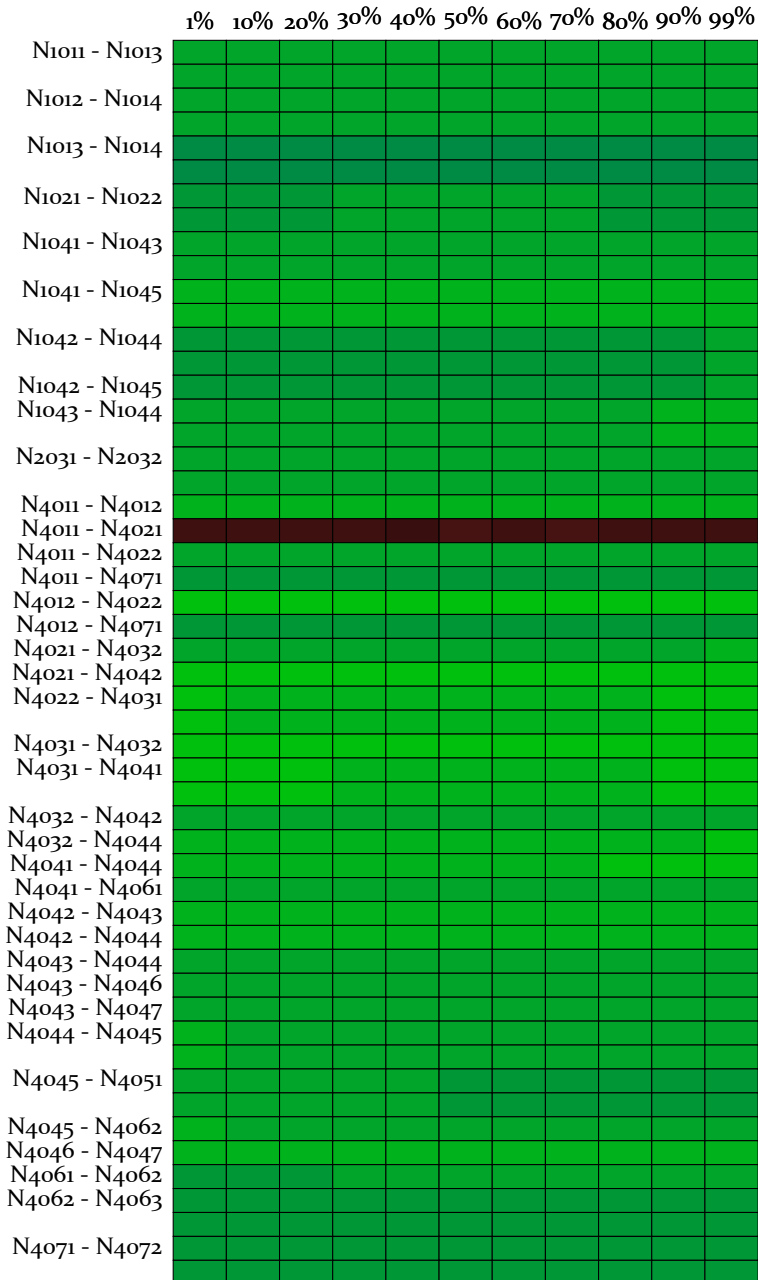 1% 10% 20% 30% 40% 50% 60% 70% 80% 90% 99%
N1011 - N1013
N1012 - N1014
N1013 - N1014
N1021 - N1022
N1041 - N1043
N1041 - N1045
N1042 - N1044
N1042 - N1045
N1043 - N1044
N2031 - N2032
N4011 - N4012
N4011 - N4021
N4011 - N4022
N4011 - N4071
N4012 - N4022
N4012 - N4071
N4021 - N4032
N4021 - N4042
N4022 - N4031
N4031 - N4032
N4031 - N4041
N4032 - N4042
N4032 - N4044
N4041 - N4044
N4041 - N4061
N4042 - N4043
N4042 - N4044
N4043 - N4044
N4043 - N4046
N4043 - N4047
N4044 - N4045
N4045 - N4051
N4045 - N4062
N4046 - N4047
N4061 - N4062
N4062 - N4063
N4071 - N4072